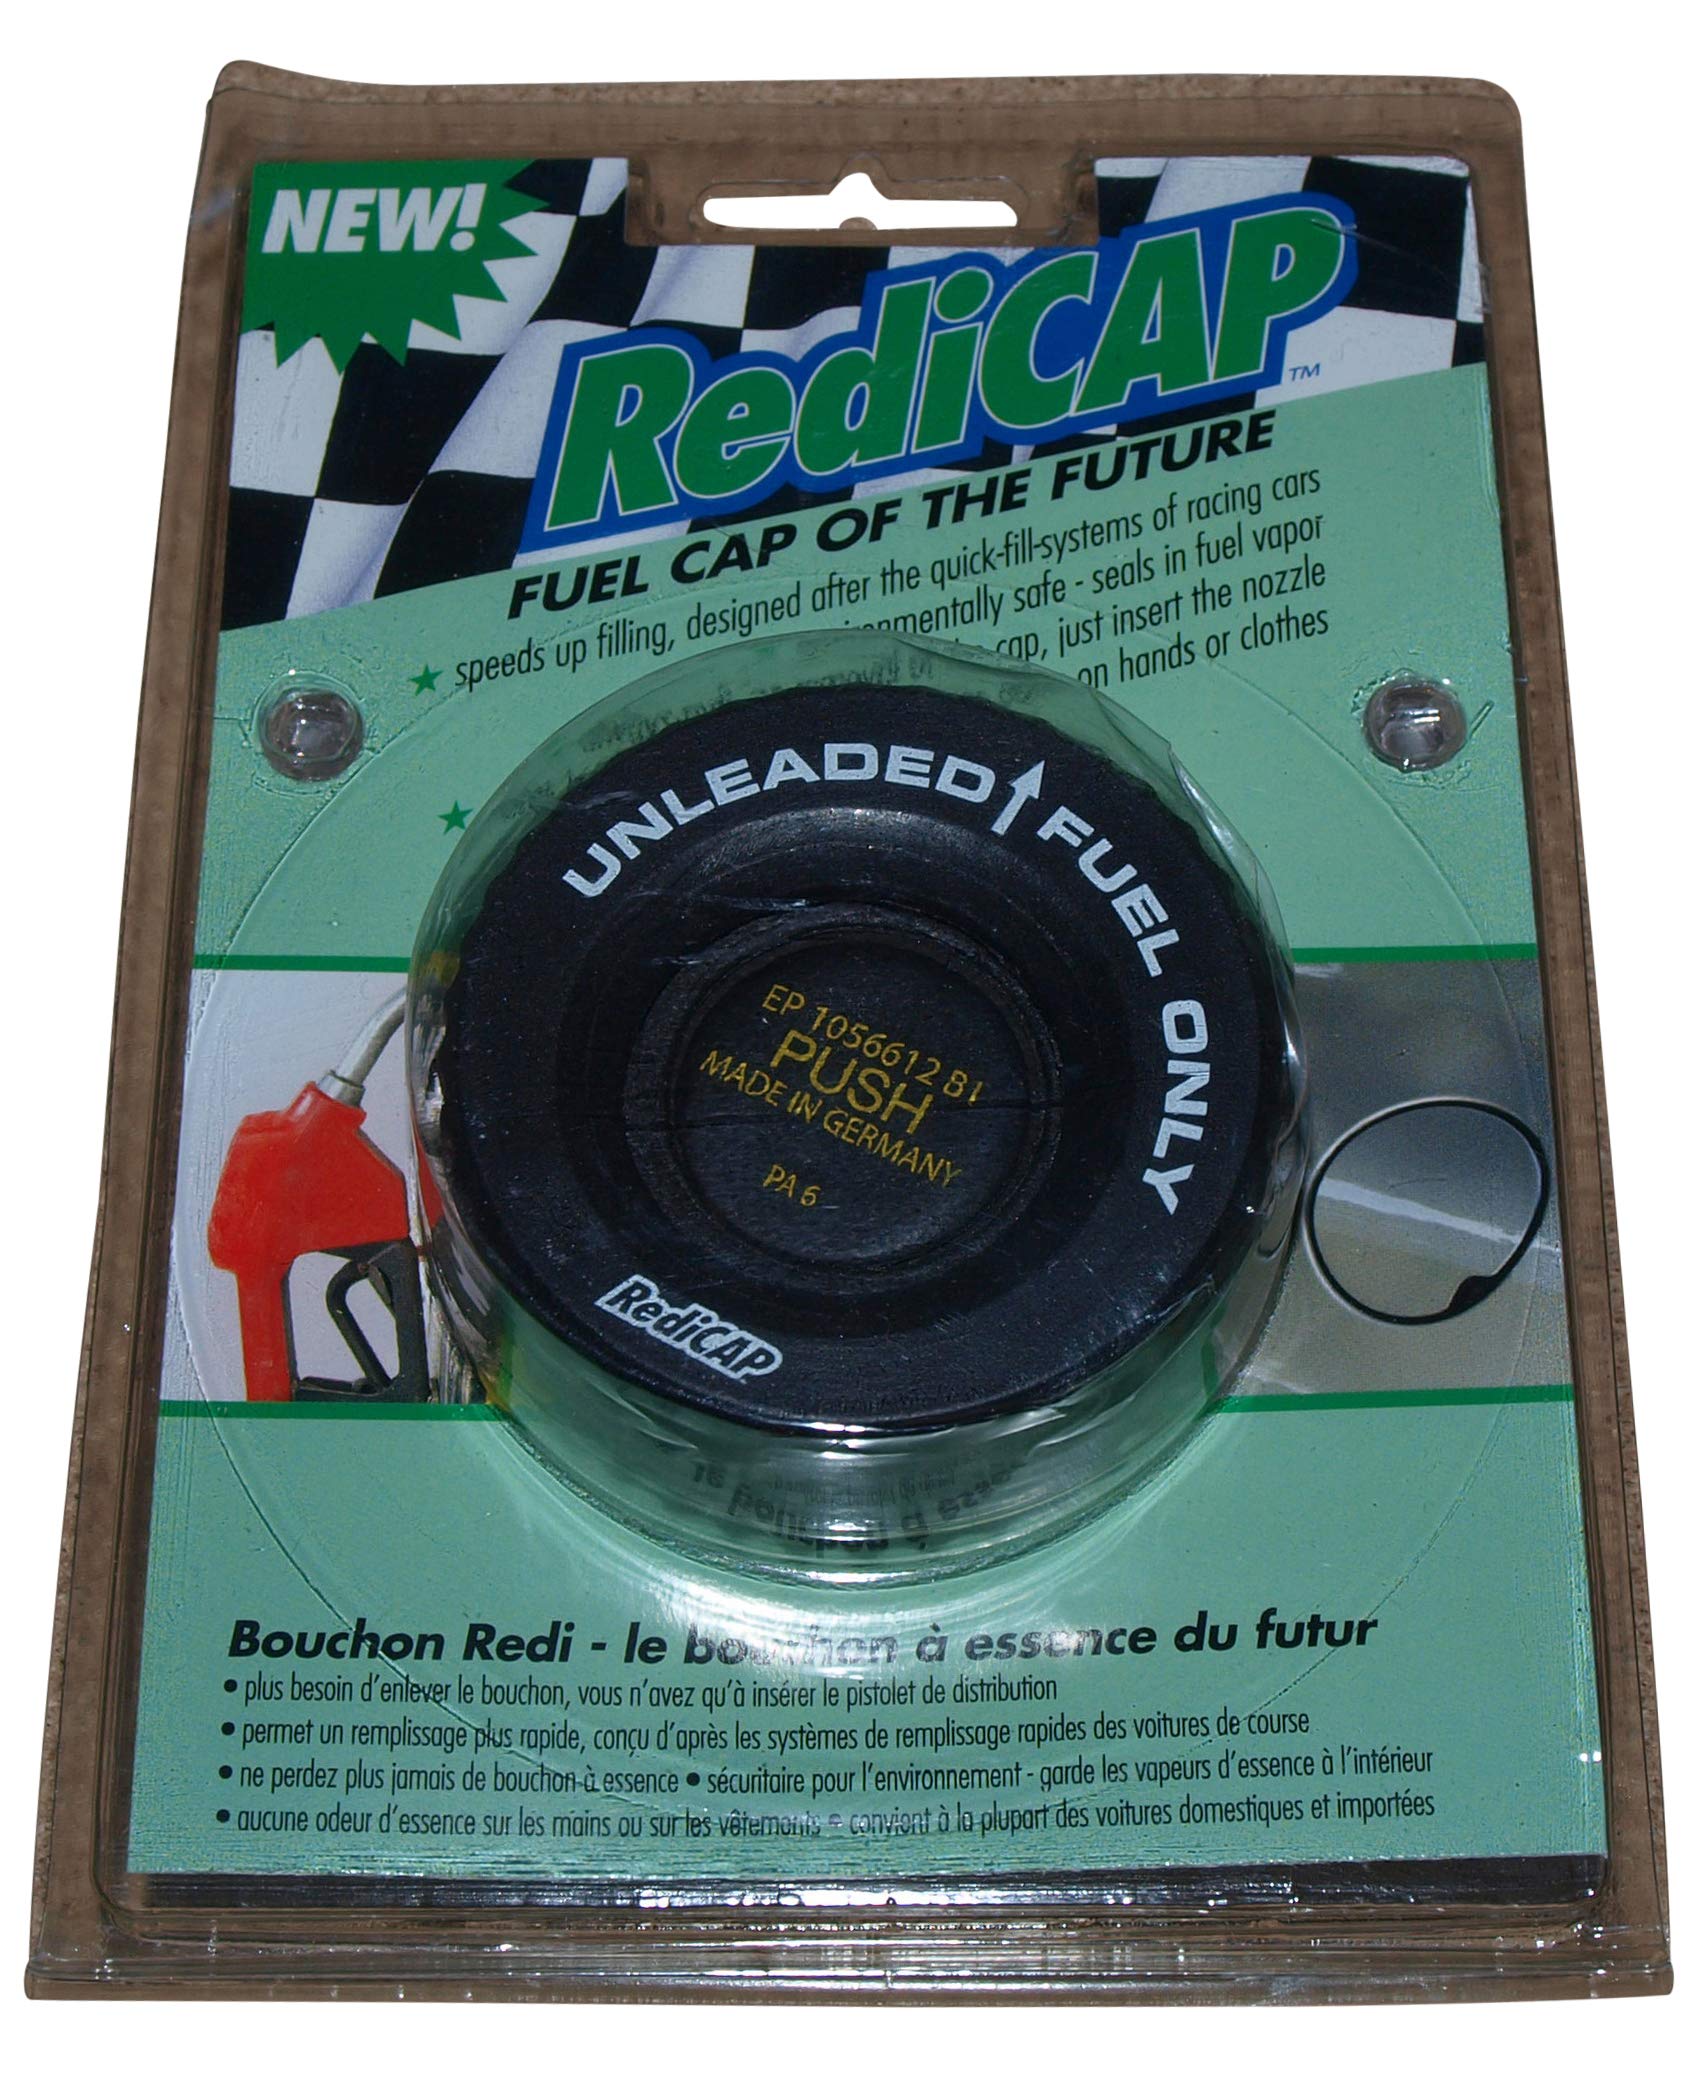 NEW!
RediCAP™
FUEL CAP OF THE FUTURE
★ speeds up filling, designed after the quick-fill-systems of racing cars
safe - seals in fuel vapor
cap, just insert the nozzle
on hands or clothes
★
UNLEADED ↑ FUEL ONLY
EP 1056612 B1
PUSH
MADE IN GERMANY
PA 6
RediCAP
Bouchon Redi - le bouchon à essence du futur
• plus besoin d'enlever le bouchon, vous n'avez qu'à insérer le pistolet de distribution
• permet un remplissage plus rapide, conçu d'après les systèmes de remplissage rapides des voitures de course
• ne perdez plus jamais de bouchon à essence • sécuritaire pour l'environnement - garde les vapeurs d'essence à l'intérieur
• aucune odeur d'essence sur les mains ou sur les vêtements • convient à la plupart des voitures domestiques et importées